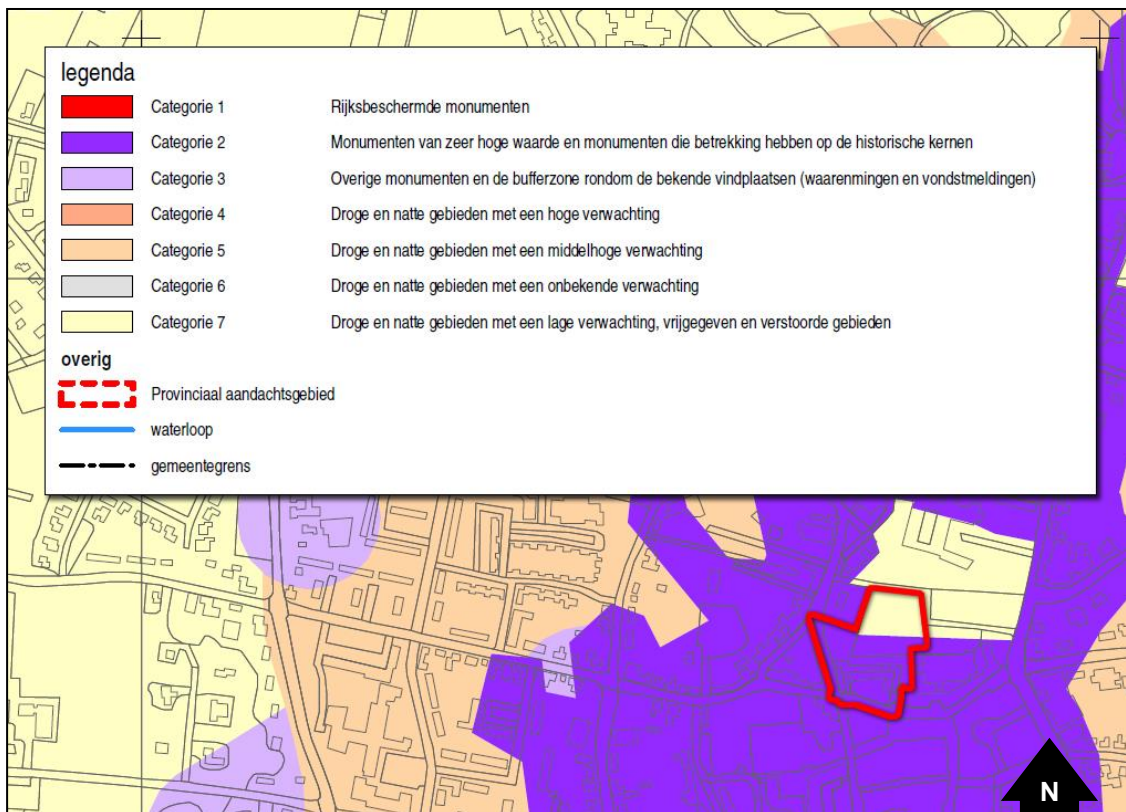 legenda
Categorie 1 Rijksbeschermde monumenten
Categorie 2 Monumenten van zeer hoge waarde en monumenten die betrekking hebben op de historische kernen
Categorie 3 Overige monumenten en de bufferzone rondom de bekende vindplaatsen (waarenmingen en vondstmeldingen)
Categorie 4 Droge en natte gebieden met een hoge verwachting
Categorie 5 Droge en natte gebieden met een middelhoge verwachting
Categorie 6 Droge en natte gebieden met een onbekende verwachting
Categorie 7 Droge en natte gebieden met een lage verwachting, vrijgegeven en verstoorde gebieden
overig
Provinciaal aandachtsgebied
waterloop
gemeentegrens
N